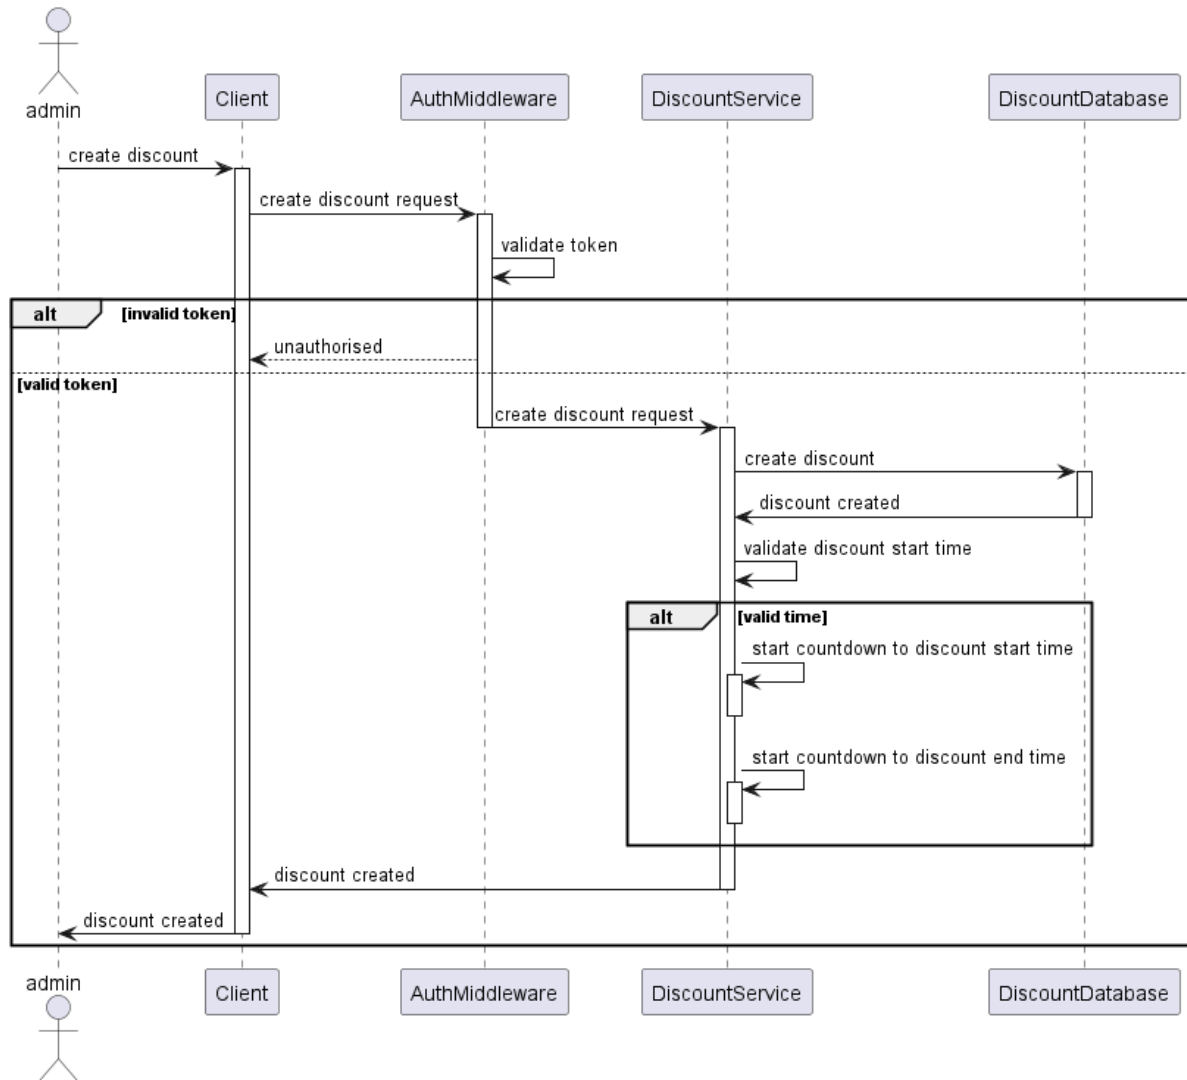 admin
Client
AuthMiddleware
DiscountService
DiscountDatabase
create discount
create discount request
validate token
alt
[invalid token]
unauthorised
[valid token]
create discount request
create discount
discount created
validate discount start time
alt
[valid time]
start countdown to discount start time
start countdown to discount end time
discount created
discount created
admin
Client
AuthMiddleware
DiscountService
DiscountDatabase